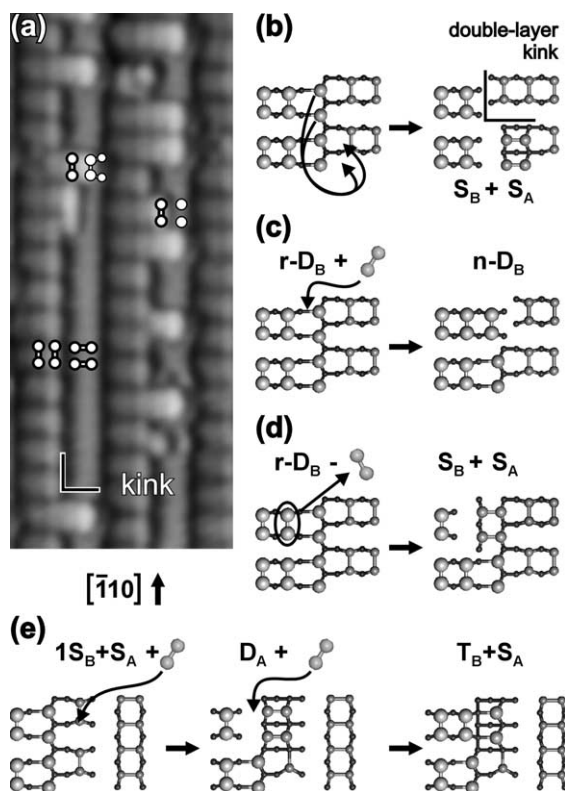 (a)
kink
[1̄10]
(b)
double-layer
kink
S_B + S_A
(c)
r-D_B +
n-D_B
(d)
r-D_B -
S_B + S_A
(e)
1S_B+S_A +
D_A +
T_B+S_A